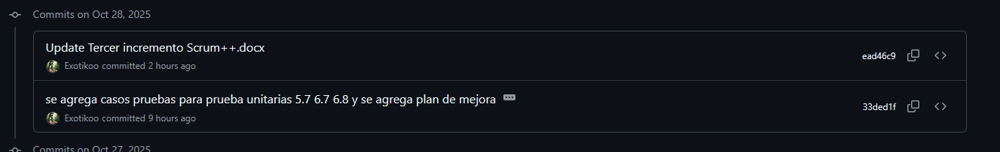 Commits on Oct 28, 2025
Update Tercer incremento Scrum++.docx
ead46c9
Exotikoo committed 2 hours ago
se agrega casos pruebas para prueba unitarias 5.7 6.7 6.8 y se agrega plan de mejora
33ded1f
Exotikoo committed 9 hours ago
Commits on Oct 27, 2025